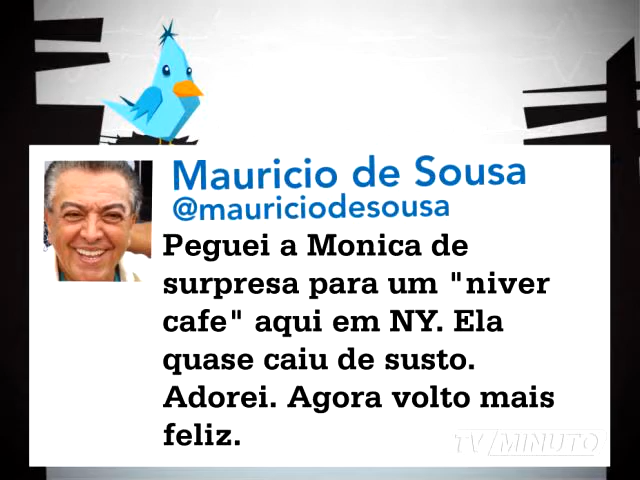 Mauricio de Sousa
@mauriciodesousa
Peguei a Monica de
surpresa para um "niver
cafe" aqui em NY. Ela
quase caiu de susto.
Adorei. Agora volto mais
feliz.
TV MINUTO